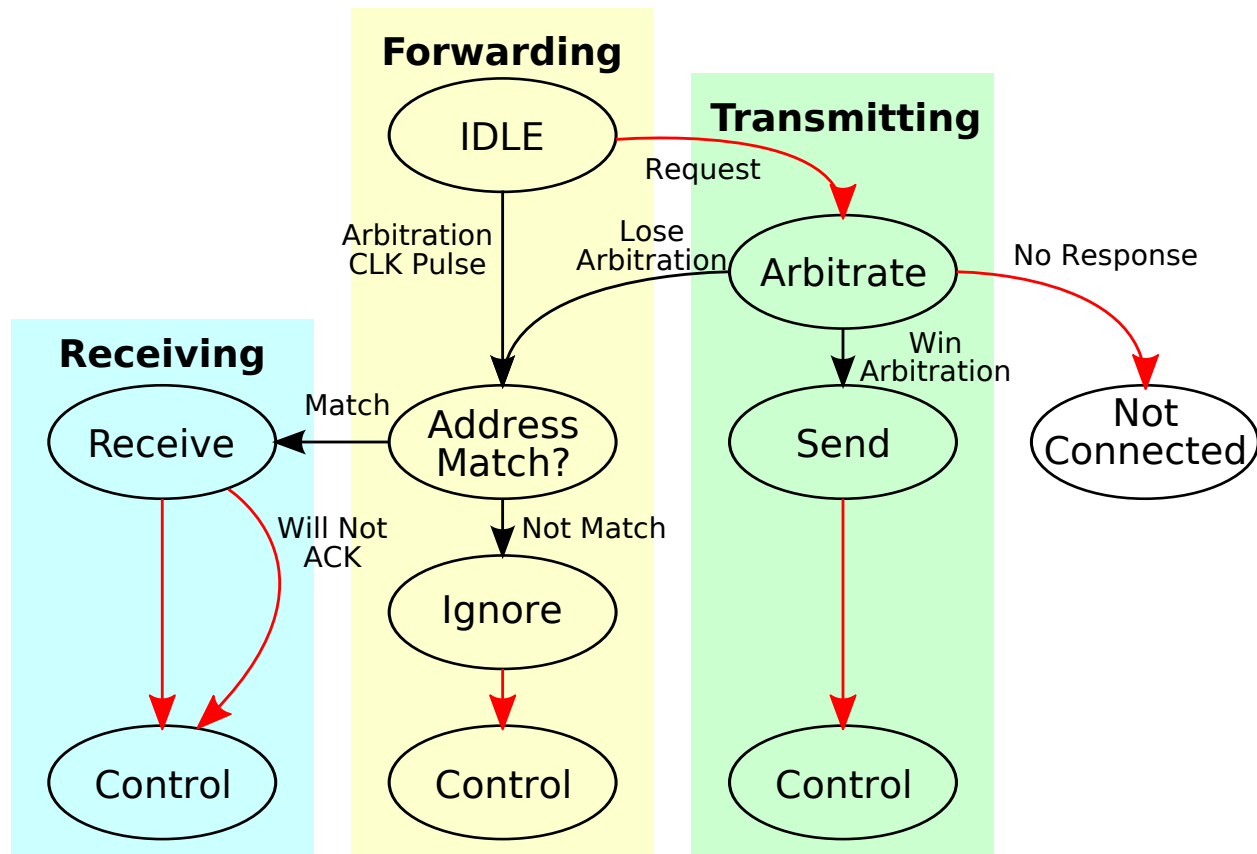 Forwarding
IDLE
Transmitting
Request
Arbitration
CLK Pulse
Lose
Arbitration
Arbitrate
No Response
Receiving
Win
Arbitration
Match
Receive
Address
Match?
Send
Not
Connected
Will Not
ACK
Not Match
Ignore
Control
Control
Control